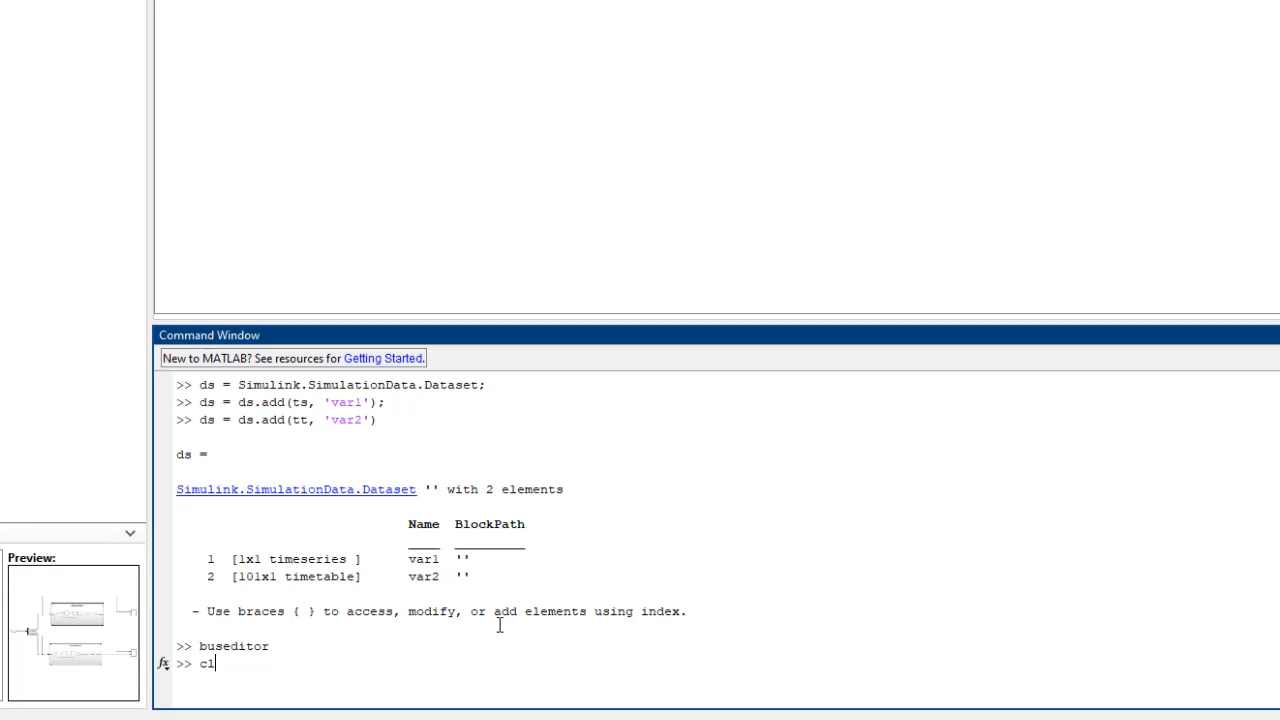 Command Window
New to MATLAB? See resources for Getting Started.
>> ds = Simulink.SimulationData.Dataset;
>> ds = ds.add(ts, 'var1');
>> ds = ds.add(tt, 'var2')
ds =
Simulink.SimulationData.Dataset '' with 2 elements
Name BlockPath
1 [1x1 timeseries ] var1 ''
2 [101x1 timetable] var2 ''
- Use braces { } to access, modify, or add elements using index.
>> buseditor
fx >> cl
Preview: